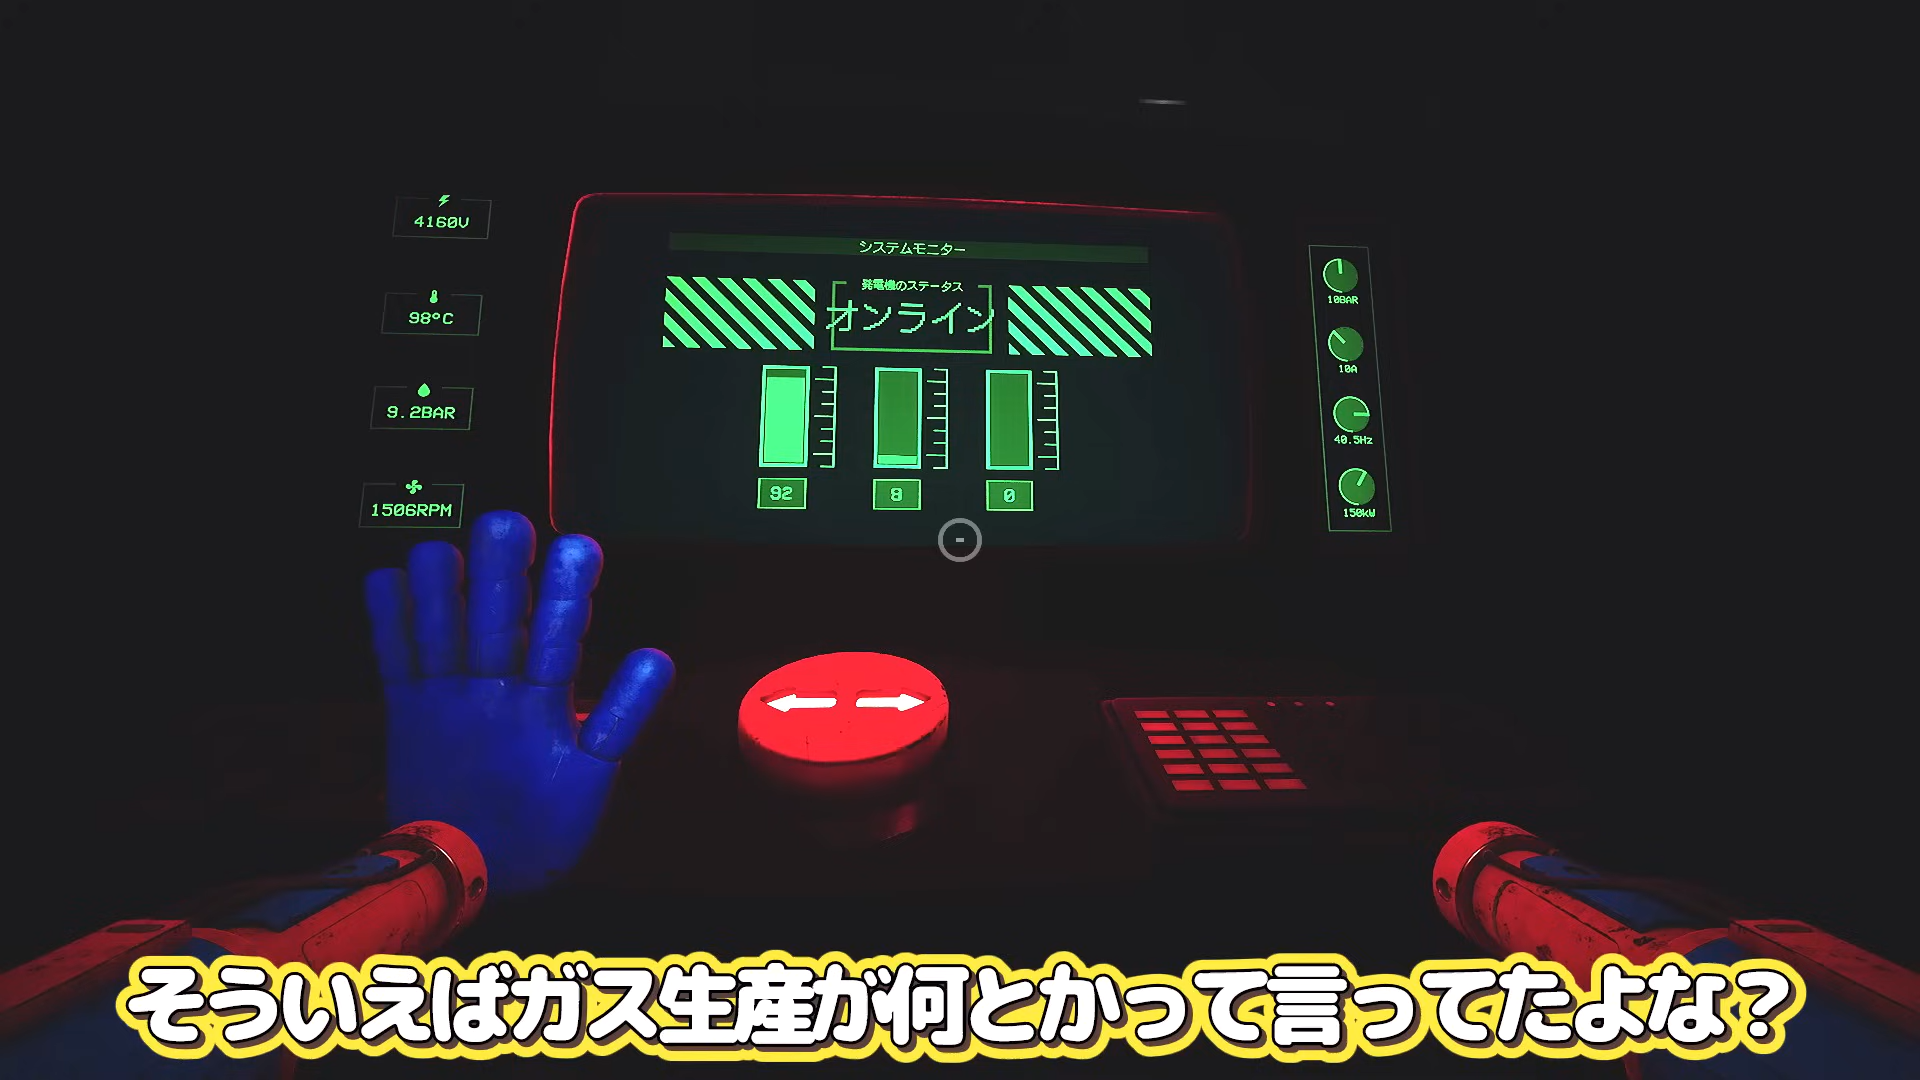 4160V
98°C
9.2BAR
1506RPM
システムモニター
発電機のステータス
オンライン
92
8
0
10BAR
10A
40.5Hz
150kW
そういえばガス生産が何とかって言ってたよな？